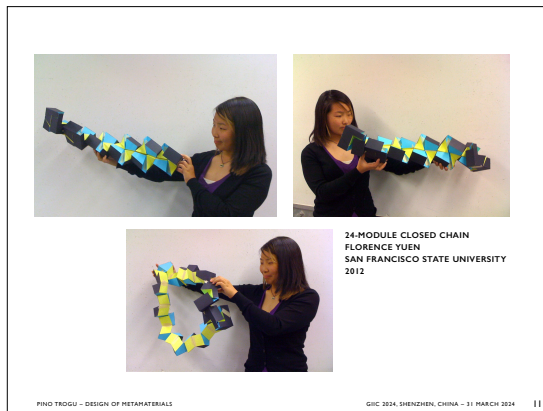 24-MODULE CLOSED CHAIN
FLORENCE YUEN
SAN FRANCISCO STATE UNIVERSITY
2012
PINO TROGU – DESIGN OF METAMATERIALS
GIIC 2024, SHENZHEN, CHINA – 31 MARCH 2024 11